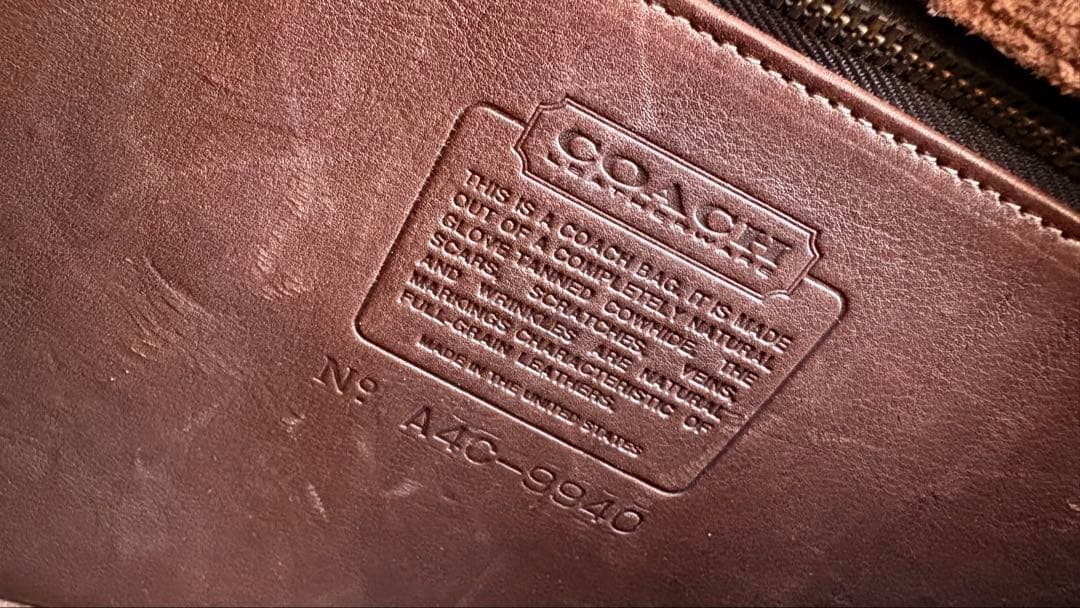 COACH
LEATHERWARE
THIS IS A COACH BAG. IT IS MADE
OUT OF A COMPLETELY NATURAL
GLOVE TANNED COWHIDE. THE
SCARS, SCRATCHES, VEINS,
AND WRINKLES ARE NATURAL
MARKINGS CHARACTERISTIC OF
FULL-GRAIN LEATHERS.
MADE IN THE UNITED STATES
Nº A4C-9940